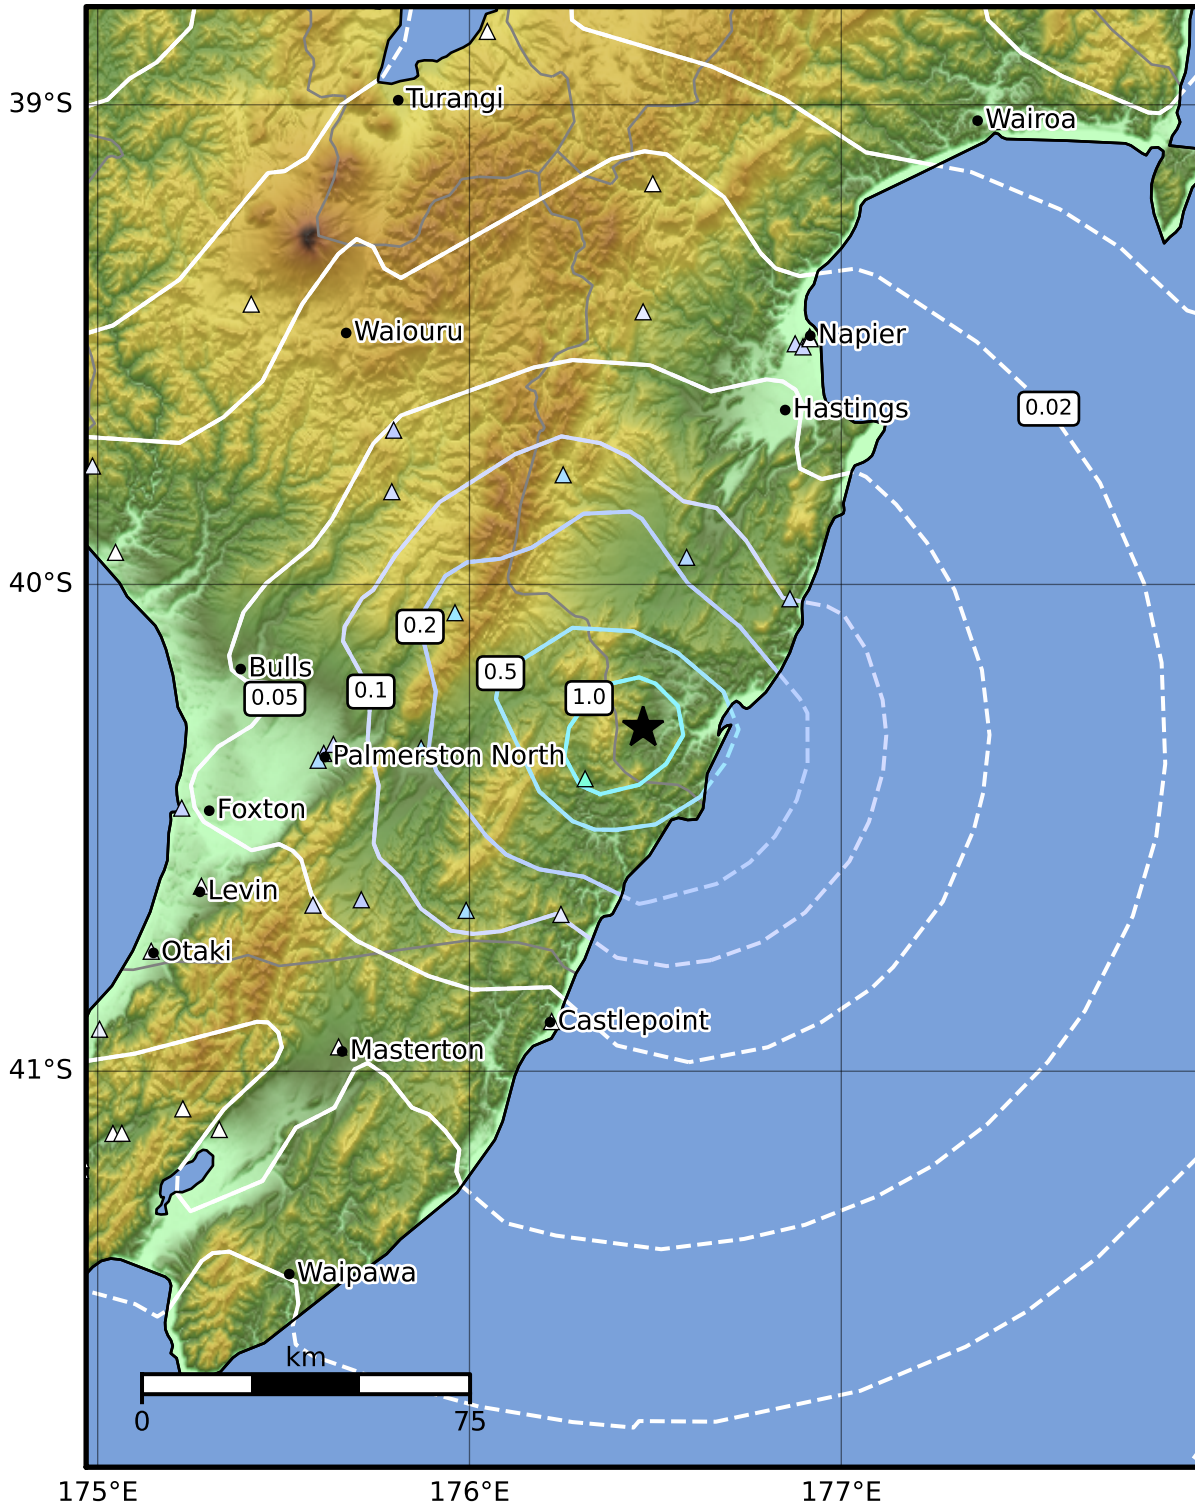 Turangi
39°S
Wairoa
Waiouru
Napier
Hastings
0.02
40°S
0.2
Bulls
0.5
0.05
0.1
1.0
Palmerston North
Foxton
Levin
Otaki
Castlepoint
Masterton
41°S
Waipawa
km
0
75
175°E
176°E
177°E